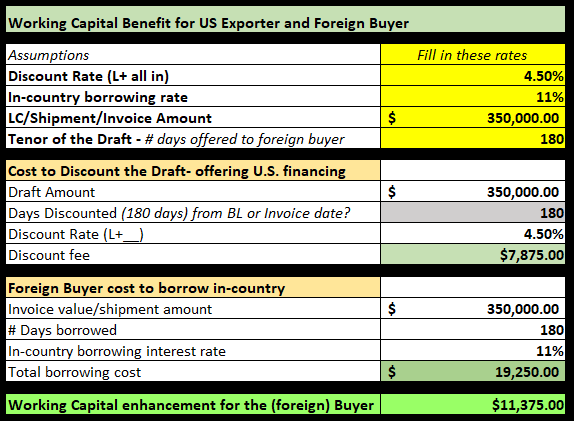 Working Capital Benefit for US Exporter and Foreign Buyer
Assumptions Fill in these rates
Discount Rate (L+ all in) 4.50%
In-country borrowing rate 11%
LC/Shipment/Invoice Amount $ 350,000.00
Tenor of the Draft - # days offered to foreign buyer 180
Cost to Discount the Draft- offering U.S. financing
Draft Amount $ 350,000.00
Days Discounted (180 days) from BL or Invoice date? 180
Discount Rate (L+__) 4.50%
Discount fee $7,875.00
Foreign Buyer cost to borrow in-country
Invoice value/shipment amount $ 350,000.00
# Days borrowed 180
In-country borrowing interest rate 11%
Total borrowing cost $ 19,250.00
Working Capital enhancement for the (foreign) Buyer $11,375.00